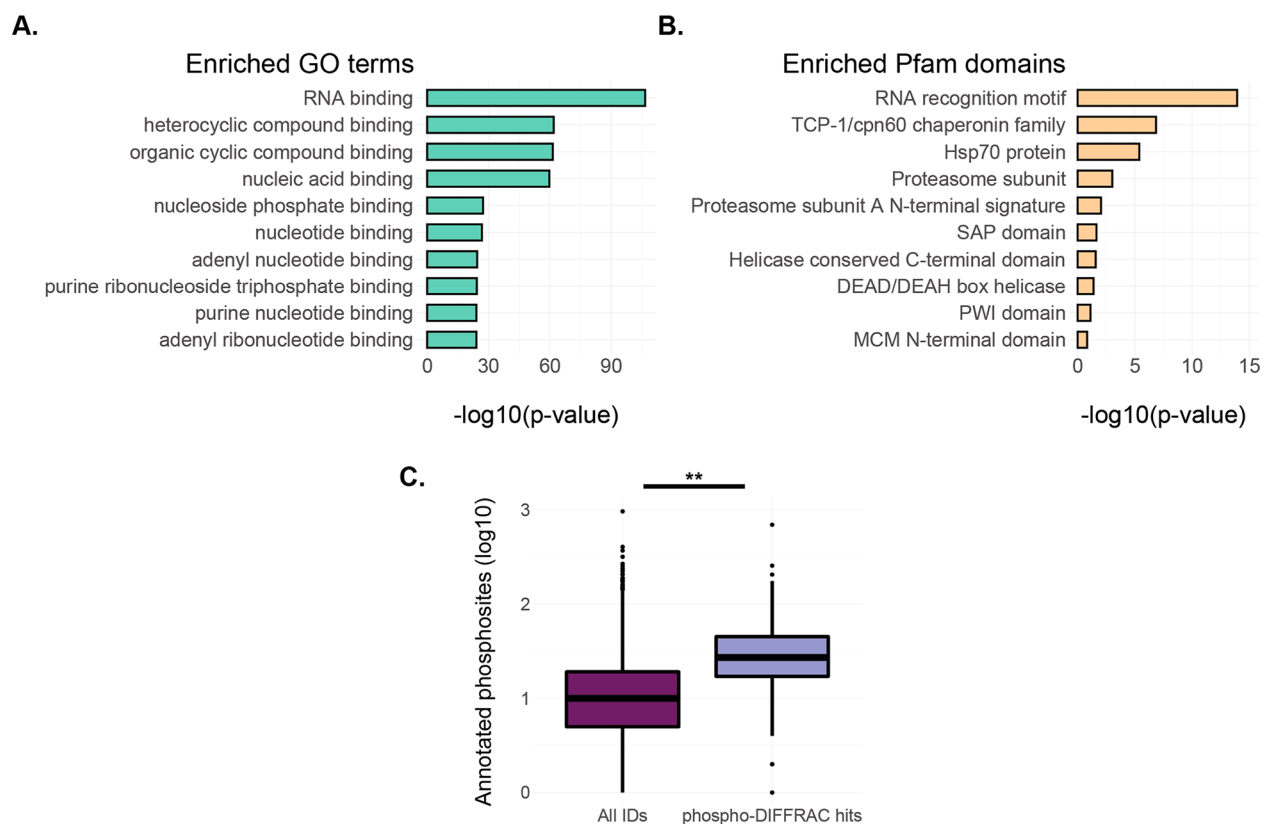 A.
Enriched GO terms
RNA binding
heterocyclic compound binding
organic cyclic compound binding
nucleic acid binding
nucleoside phosphate binding
nucleotide binding
adenyl nucleotide binding
purine ribonucleoside triphosphate binding
purine nucleotide binding
adenyl ribonucleotide binding
0 30 60 90
-log10(p-value)
B.
Enriched Pfam domains
RNA recognition motif
TCP-1/cpn60 chaperonin family
Hsp70 protein
Proteasome subunit
Proteasome subunit A N-terminal signature
SAP domain
Helicase conserved C-terminal domain
DEAD/DEAH box helicase
PWI domain
MCM N-terminal domain
0 5 10 15
-log10(p-value)
C.
**
Annotated phosphosites (log10)
3
2
1
0
All IDs phospho-DIFFRAC hits